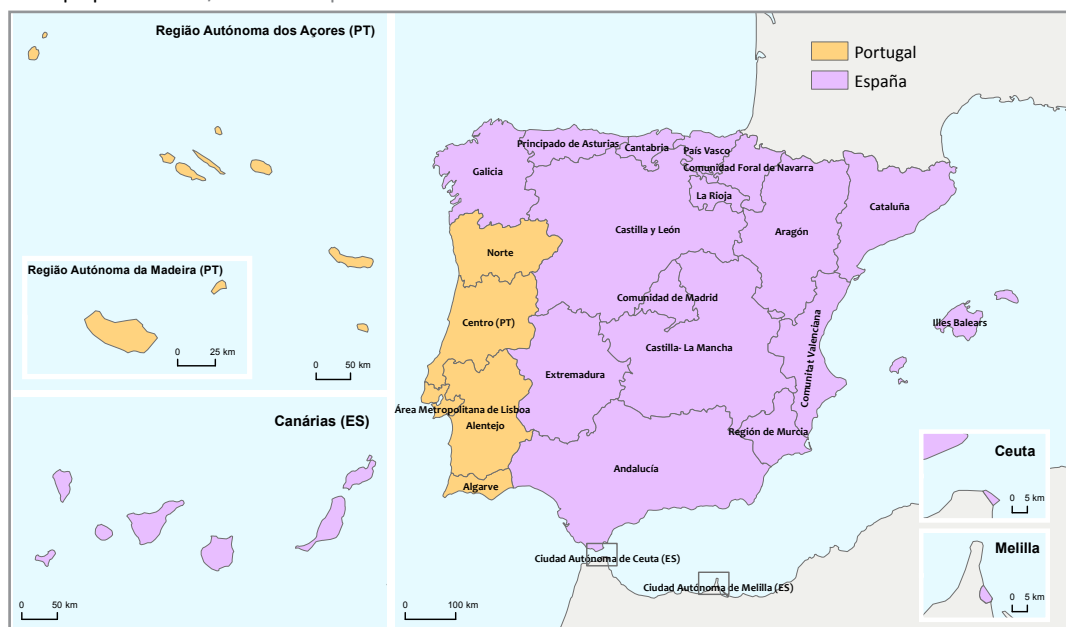 Região Autónoma dos Açores (PT)
Portugal
España
Principado de Asturias
Cantabria
País Vasco
Comunidad Foral de Navarra
Galicia
La Rioja
Cataluña
Castilla y León
Aragón
Norte
Região Autónoma da Madeira (PT)
0 25 km
0 50 km
Comunidad de Madrid
Centro (PT)
Illes Balears
Castilla- La Mancha
Comunitat Valenciana
Extremadura
Área Metropolitana de Lisboa
Alentejo
Canárias (ES)
Región de Murcia
Andalucía
Algarve
Ceuta
0 5 km
Ciudad Autónoma de Ceuta (ES)
Melilla
Ciudad Autónoma de Melilla (ES)
0 5 km
0 50 km
0 100 km